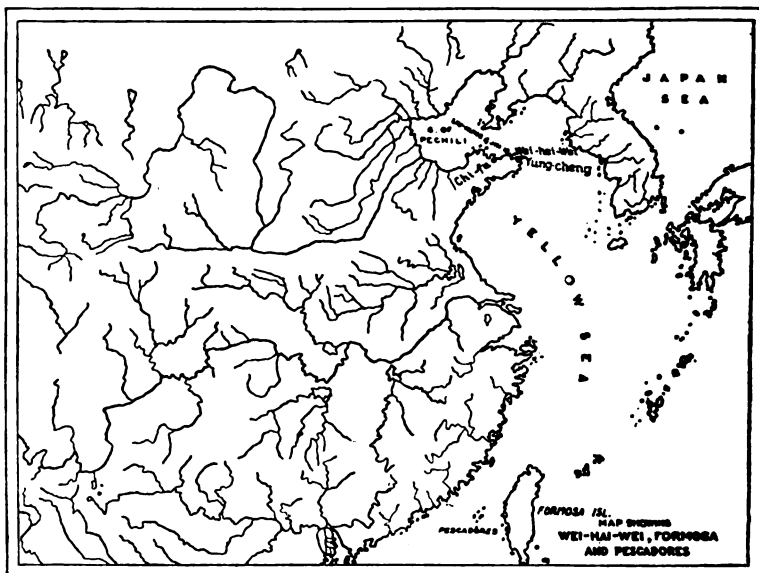 JAPAN
SEA
G. OF
PECHILI
Wei-hai-Wei
Yung-cheng
Chi-fu
YELLOW SEA
FORMOSA ISL.
PESCADORES
MAP SHOWING
WEI-HAI-WEI, FORMOSA
AND PESCADORES